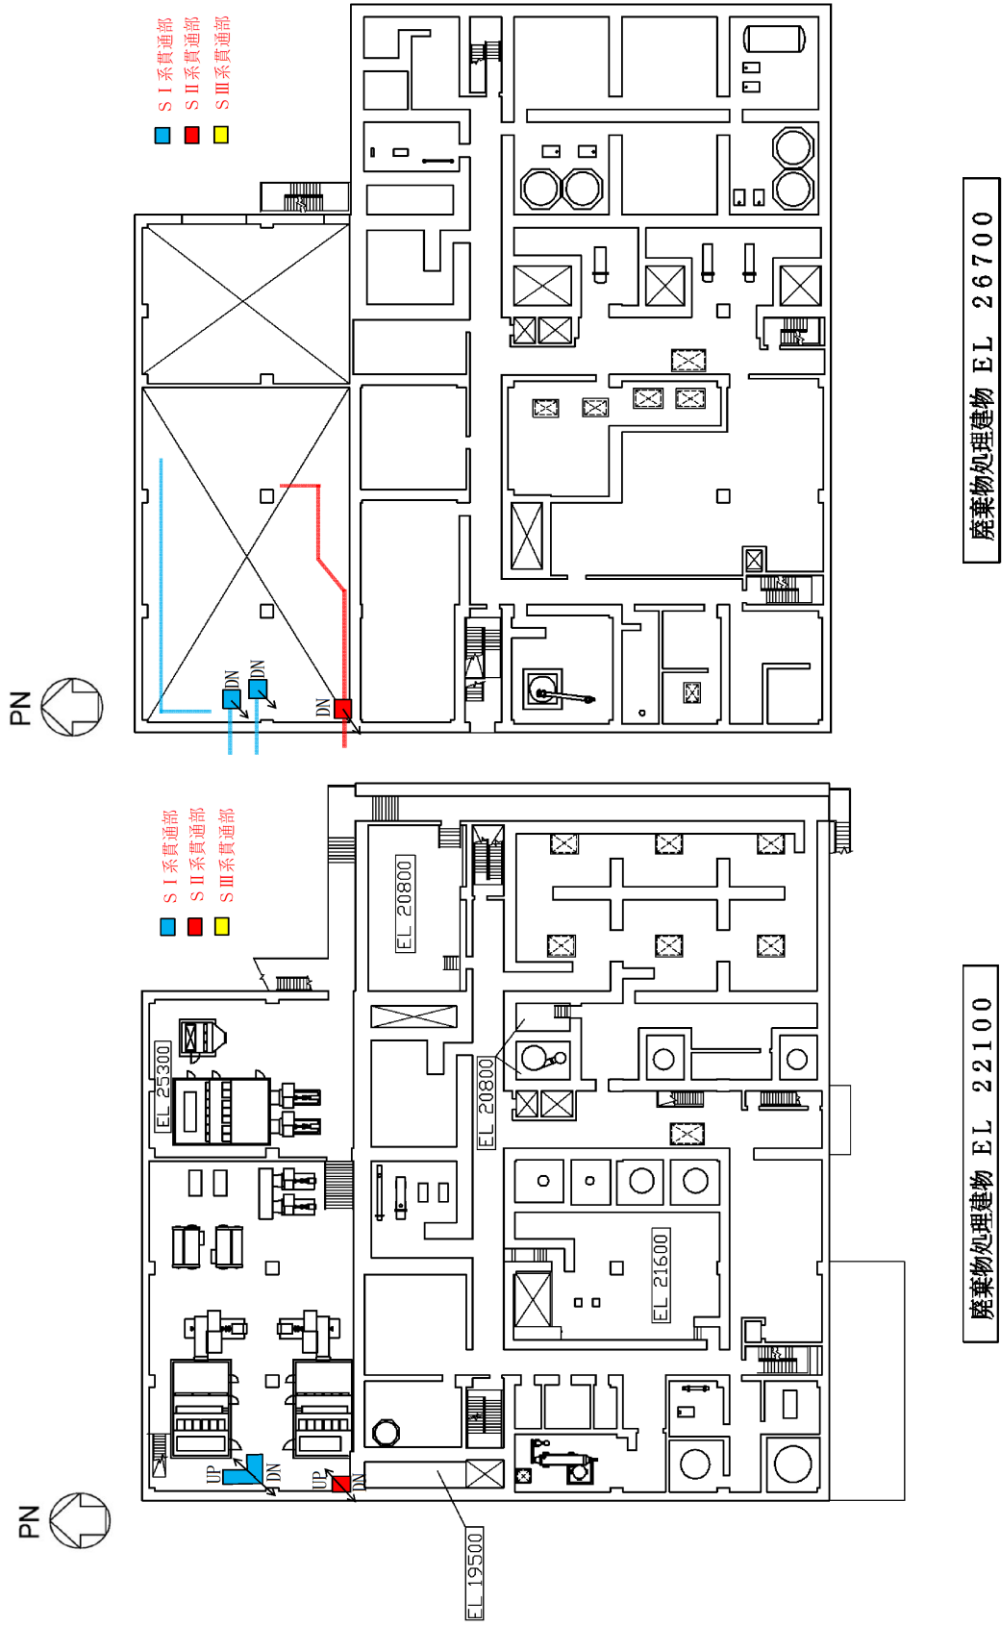 PN
ＳⅠ系貫通部
ＳⅡ系貫通部
ＳⅢ系貫通部
DN
DN
DN
廃棄物処理建物 EL 26700
PN
ＳⅠ系貫通部
ＳⅡ系貫通部
ＳⅢ系貫通部
EL 25300
EL 20800
EL 20800
EL 21600
UP
DN
UP
DN
EL 19500
廃棄物処理建物 EL 22100